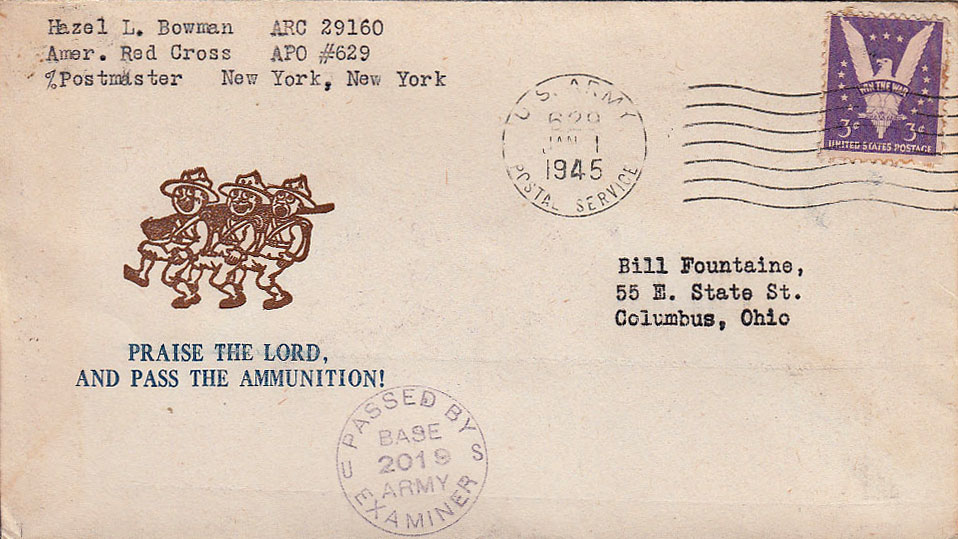 Hazel L. Bowman ARC 29160
Amer. Red Cross APO #629
%Postmaster New York, New York
U.S. ARMY
629
JAN 1
1945
POSTAL SERVICE
WIN THE WAR
3¢ 3¢
UNITED STATES POSTAGE
Bill Fountaine,
55 E. State St.
Columbus, Ohio
PRAISE THE LORD,
AND PASS THE AMMUNITION!
PASSED BY
BASE
U 2019 S
ARMY
EXAMINER